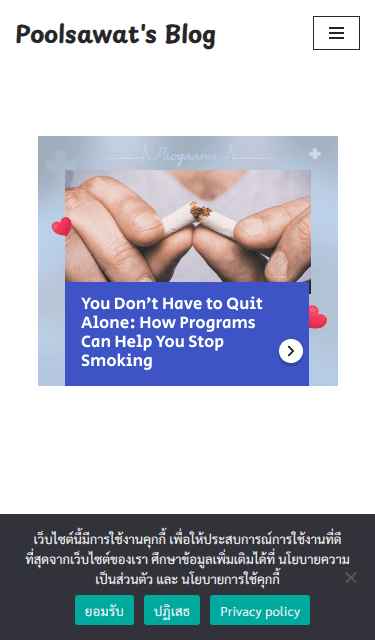 Poolsawat's Blog
Programs
You Don't Have to Quit
Alone: How Programs
Can Help You Stop
Smoking
เว็บไซต์นี้มีการใช้งานคุกกี้ เพื่อให้ประสบการณ์การใช้งานที่ดี
ที่สุดจากเว็บไซต์ของเรา ศึกษาข้อมูลเพิ่มเติมได้ที่ นโยบายความ
เป็นส่วนตัว และ นโยบายการใช้คุกกี้
ยอมรับ
ปฏิเสธ
Privacy policy